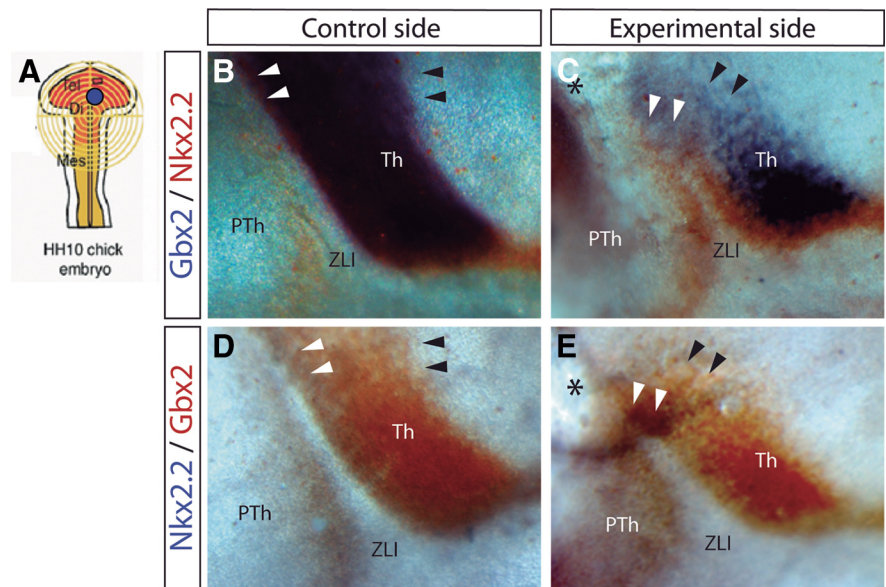 Control side
Experimental side
A
Tel
Di
Mes
HH10 chick
embryo
Gbx2 / Nkx2.2
B
Th
PTh
ZLI
C
*
Th
PTh
ZLI
Nkx2.2 / Gbx2
D
Th
PTh
ZLI
E
*
Th
PTh
ZLI